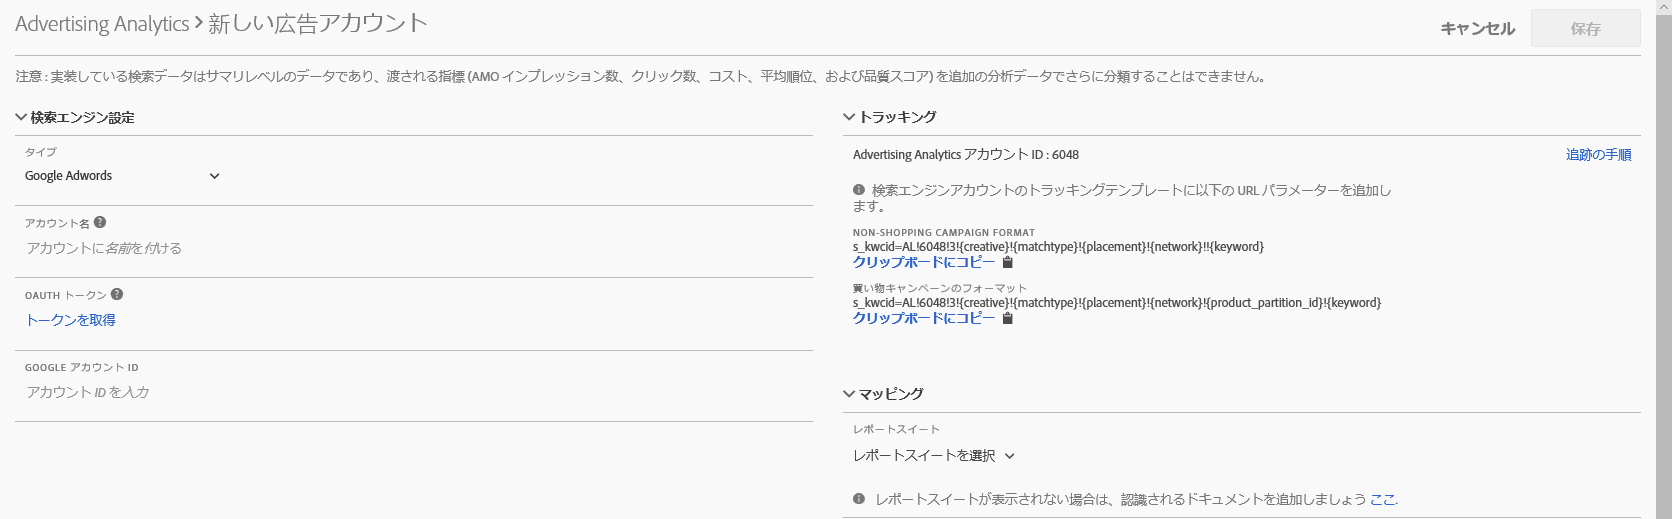 Advertising Analytics > 新しい広告アカウント
キャンセル
保存
注意 : 実装している検索データはサマリレベルのデータであり、渡される指標 (AMO インプレッション数、クリック数、コスト、平均順位、および品質スコア) を追加の分析データでさらに分類することはできません。
検索エンジン設定
タイプ
Google Adwords
アカウント名
アカウントに名前を付ける
OAUTH トークン
トークンを取得
GOOGLE アカウント ID
アカウント ID を入力
トラッキング
Advertising Analytics アカウント ID : 6048
追跡の手順
検索エンジンアカウントのトラッキングテンプレートに以下の URL パラメーターを追加し
ます。
NON-SHOPPING CAMPAIGN FORMAT
s_kwcid=AL!6048!3!{creative}!{matchtype}!{placement}!{network}!!{keyword}
クリップボードにコピー
買い物キャンペーンのフォーマット
s_kwcid=AL!6048!3!{creative}!{matchtype}!{placement}!{network}!{product_partition_id}!{keyword}
クリップボードにコピー
マッピング
レポートスイート
レポートスイートを選択
レポートスイートが表示されない場合は、認識されるドキュメントを追加しましょう ここ.